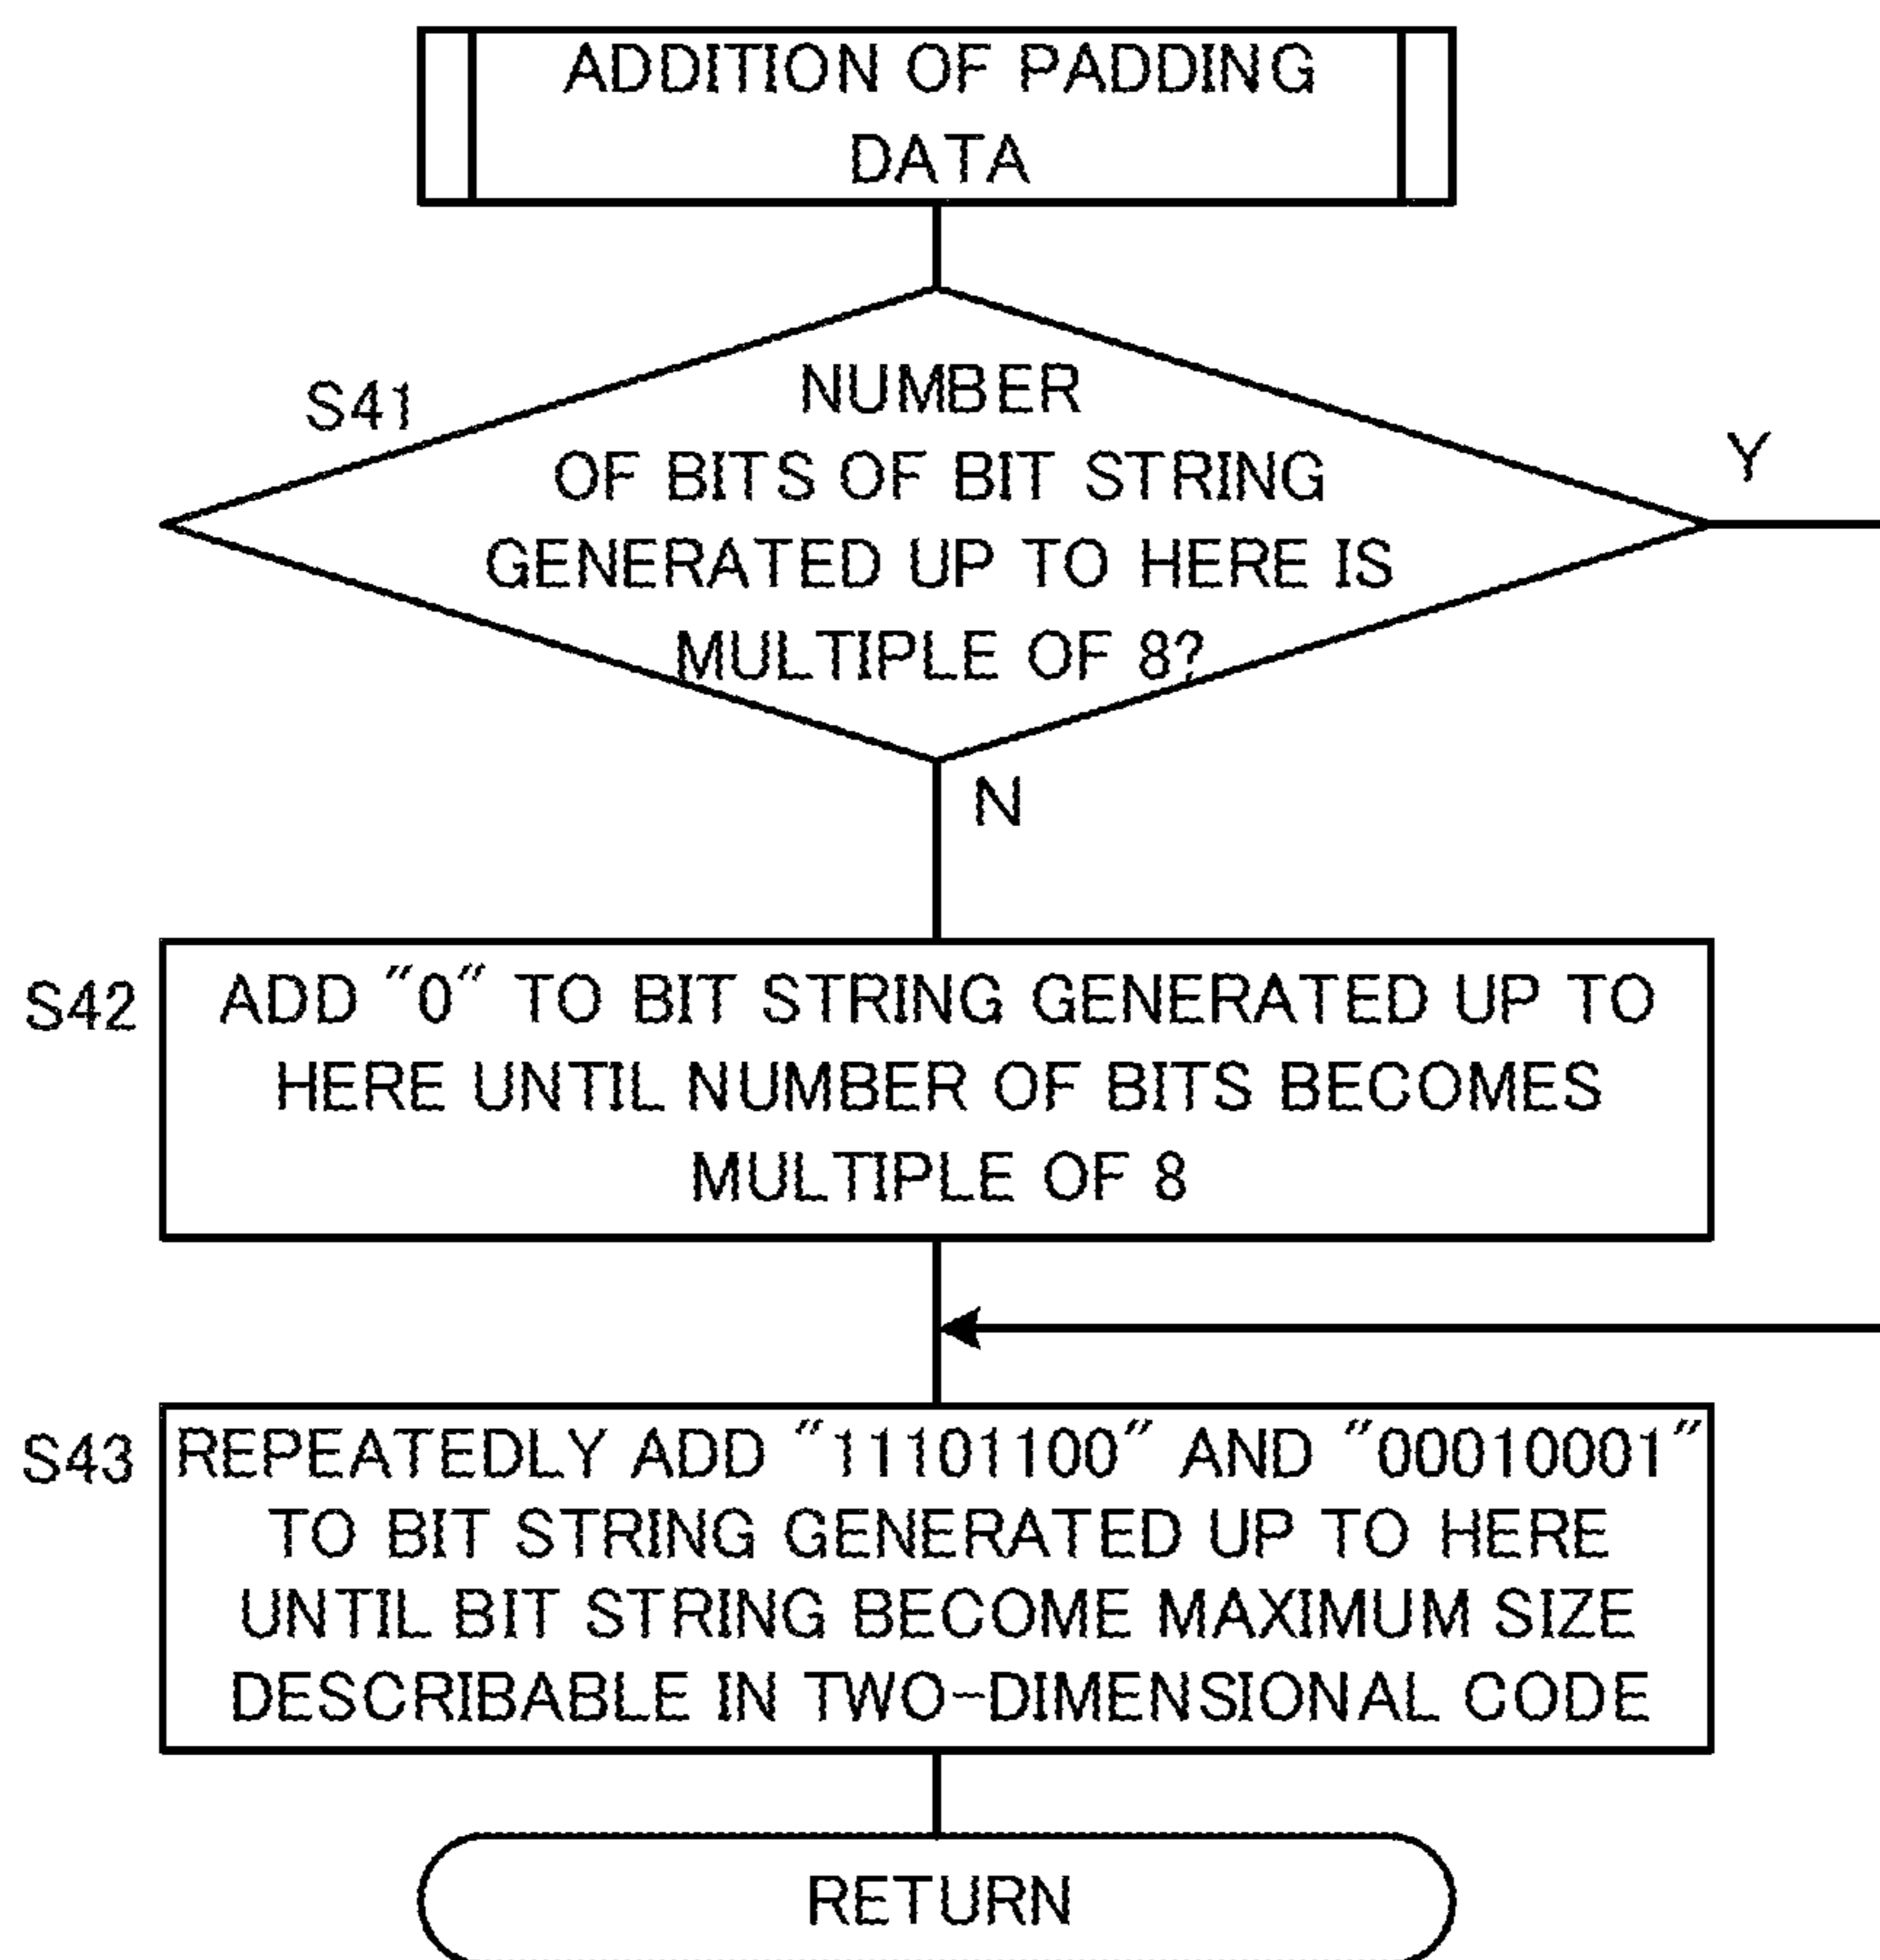 ADDITION OF PADDING
DATA
S41
NUMBER
OF BITS OF BIT STRING
GENERATED UP TO HERE IS
MULTIPLE OF 8?
Y
N
S42
ADD "0" TO BIT STRING GENERATED UP TO
HERE UNTIL NUMBER OF BITS BECOMES
MULTIPLE OF 8
S43
REPEATEDLY ADD "11101100" AND "00010001"
TO BIT STRING GENERATED UP TO HERE
UNTIL BIT STRING BECOME MAXIMUM SIZE
DESCRIBABLE IN TWO-DIMENSIONAL CODE
RETURN